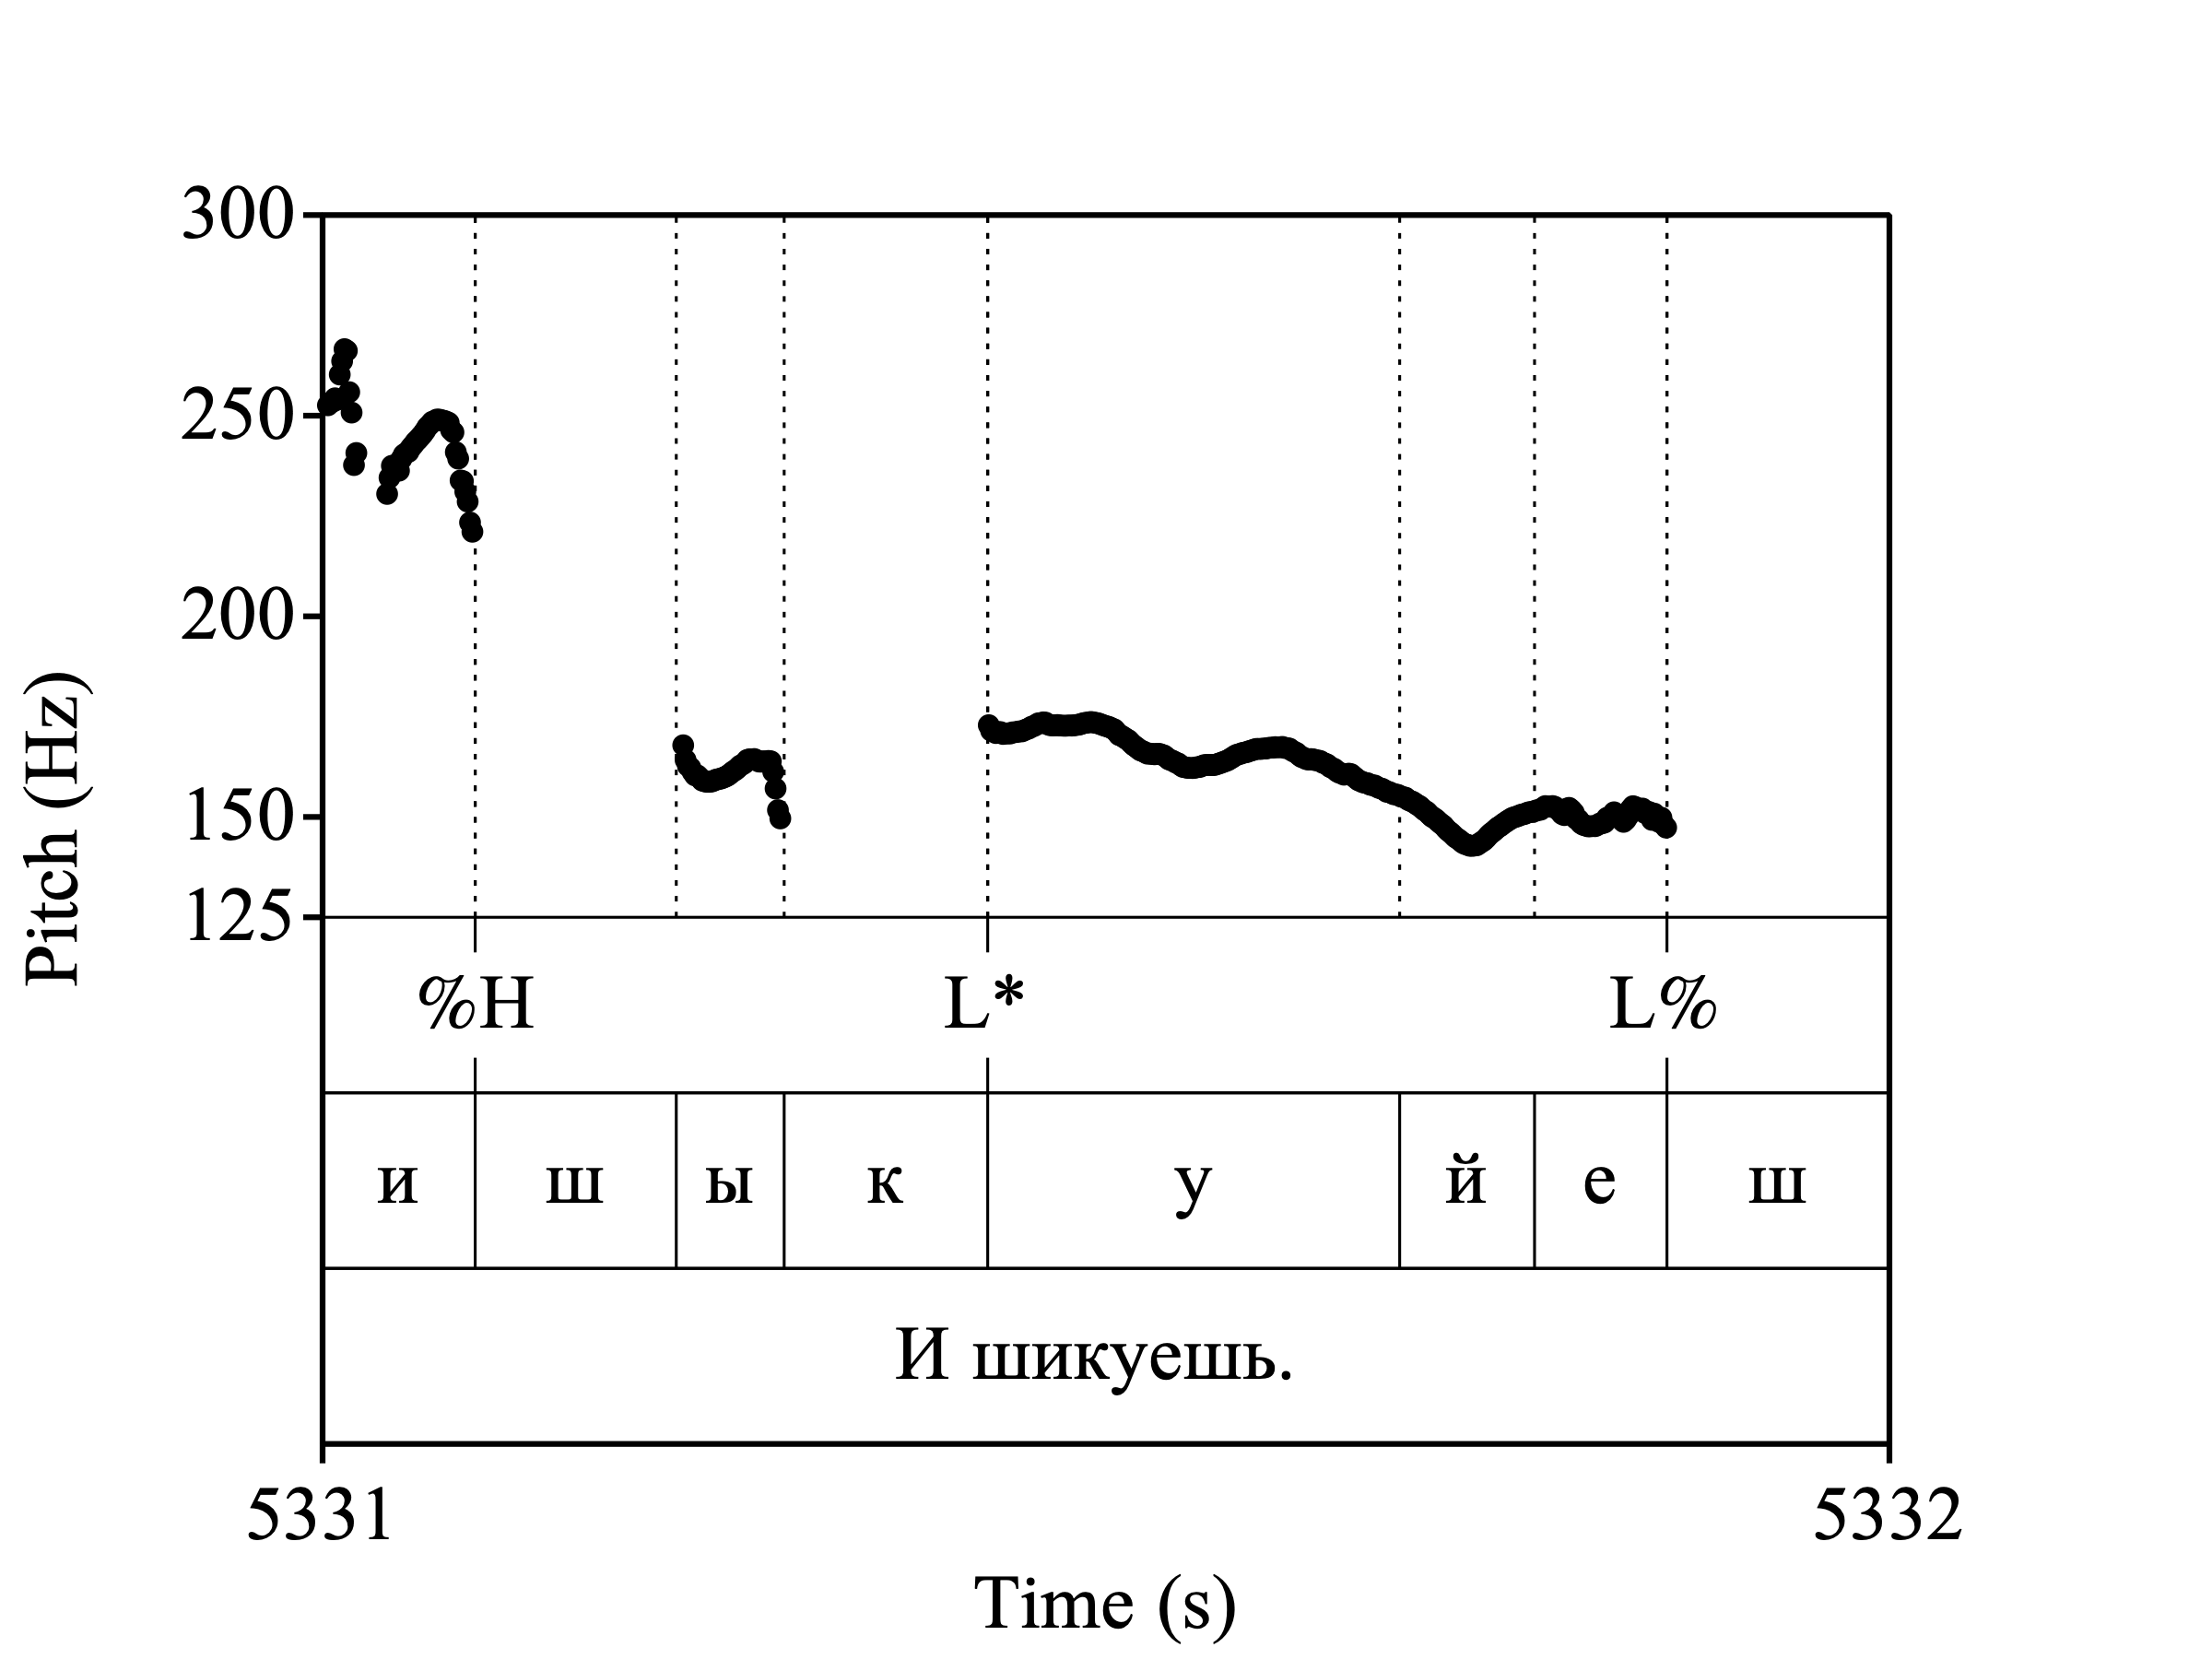 300
250
200
150
125
Pitch (Hz)
%H L* L%
и ш ы к у й е ш
И шикуешь.
5331 5332
Time (s)